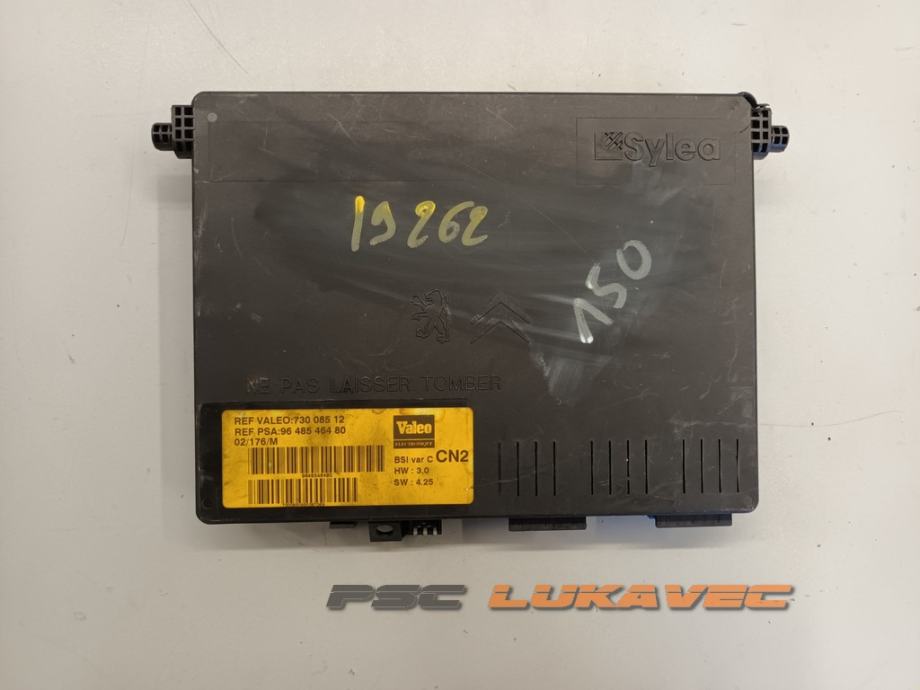 Sylea
19262
150
NE PAS LAISSER TOMBER
REF VALEO:730 085 12
REF PSA:96 485 464 80
02/176/M
Valeo
ELECTRONIQUE
BSI var C CN2
HW : 3.0
SW : 4.25
PSC LUKAVEC